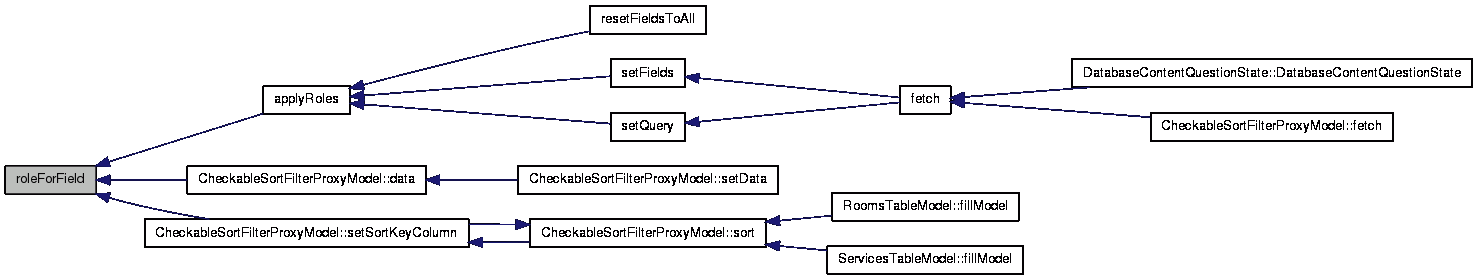 resetFieldsToAll
setFields
DatabaseContentQuestionState::DatabaseContentQuestionState
applyRoles
fetch
setQuery
CheckableSortFilterProxyModel::fetch
roleForField
CheckableSortFilterProxyModel::data
CheckableSortFilterProxyModel::setData
RoomsTableModel::fillModel
CheckableSortFilterProxyModel::setSortKeyColumn
CheckableSortFilterProxyModel::sort
ServicesTableModel::fillModel